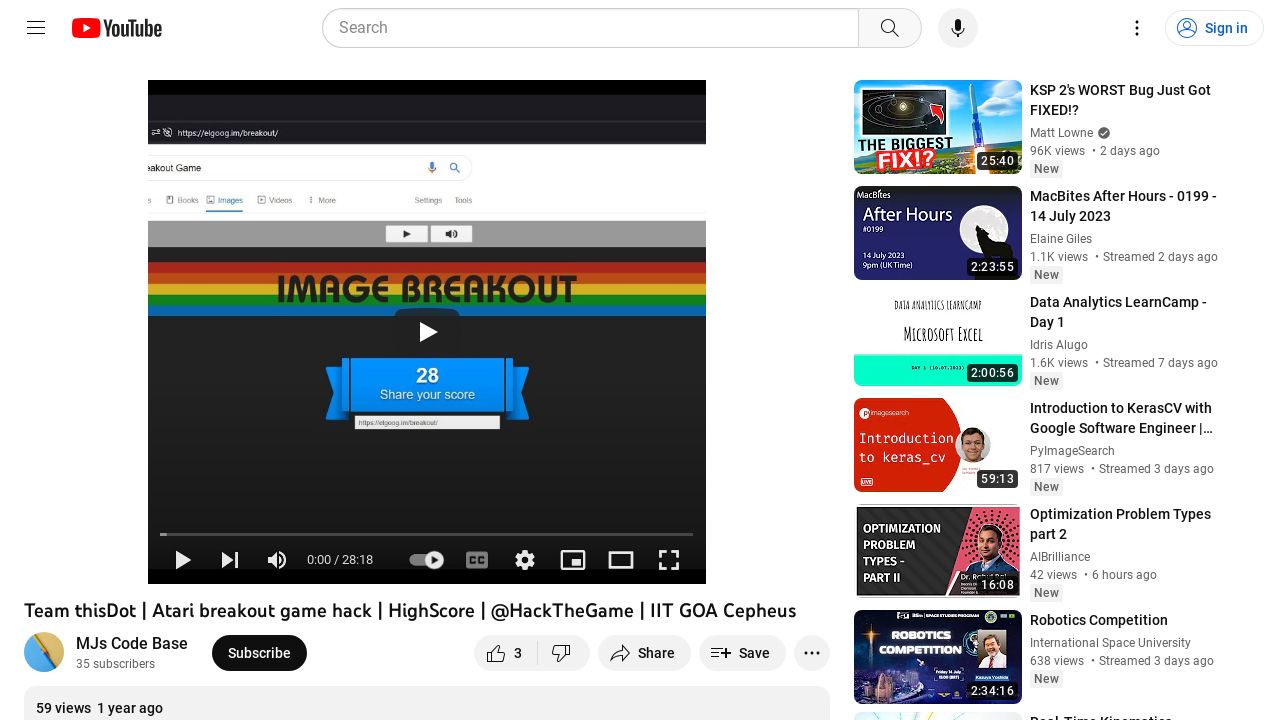 YouTube
Search
Sign in
https://elgoog.im/breakout/
eakout Game
Books
Images
Videos
More
Settings
Tools
IMAGE BREAKOUT
28
Share your score
https://elgoog.im/breakout/
0:00 / 28:18
CC
Team thisDot | Atari breakout game hack | HighScore | @HackTheGame | IIT GOA Cepheus
MJs Code Base
35 subscribers
Subscribe
3
Share
Save
59 views 1 year ago
THE BIGGEST
FIX!?
25:40
KSP 2's WORST Bug Just Got
FIXED!?
Matt Lowne
96K views • 2 days ago
New
MacBites
After Hours
#0199
14 July 2023
9pm (UK Time)
2:23:55
MacBites After Hours - 0199 -
14 July 2023
Elaine Giles
1.1K views • Streamed 2 days ago
New
DATA ANALYTICS LEARNCAMP
MICROSOFT EXCEL
DAY 1 (10.07.2023)
2:00:56
Data Analytics LearnCamp -
Day 1
Idris Alugo
1.6K views • Streamed 7 days ago
New
pyimagesearch
Introduction
to keras_cv
LIVE
59:13
Introduction to KerasCV with
Google Software Engineer |…
PyImageSearch
817 views • Streamed 3 days ago
New
OPTIMIZATION
PROBLEM
TYPES -
PART II
16:08
Optimization Problem Types
part 2
AIBrilliance
42 views • 6 hours ago
New
SPACE STUDIES PROGRAM
ROBOTICS
COMPETITION
Kazuya Yoshida
2:34:16
Robotics Competition
International Space University
638 views • Streamed 3 days ago
New